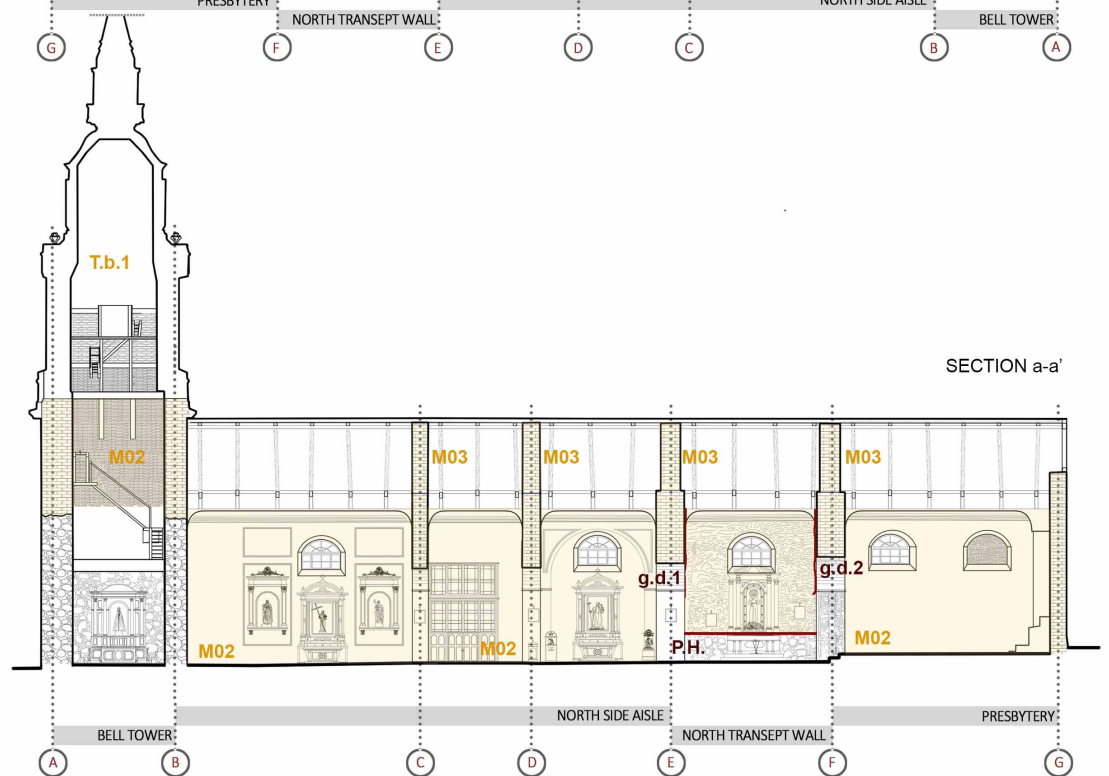 PRESBYTERY
NORTH SIDE AISLE
NORTH TRANSEPT WALL
BELL TOWER
G
F
E
D
C
B
A
T.b.1
SECTION a-a’
M02
M03
M03
M03
M03
g.d.1
g.d.2
M02
M02
P.H.
M02
NORTH SIDE AISLE
PRESBYTERY
BELL TOWER
NORTH TRANSEPT WALL
A
B
C
D
E
F
G